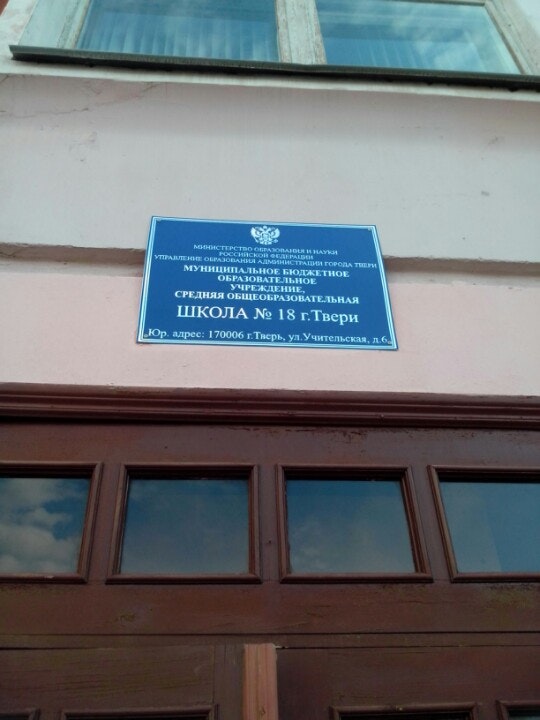 МИНИСТЕРСТВО ОБРАЗОВАНИЯ И НАУКИ
РОССИЙСКОЙ ФЕДЕРАЦИИ
УПРАВЛЕНИЕ ОБРАЗОВАНИЯ АДМИНИСТРАЦИИ ГОРОДА ТВЕРИ
МУНИЦИПАЛЬНОЕ БЮДЖЕТНОЕ
ОБРАЗОВАТЕЛЬНОЕ
УЧРЕЖДЕНИЕ,
СРЕДНЯЯ ОБЩЕОБРАЗОВАТЕЛЬНАЯ
ШКОЛА № 18 г.Твери
Юр. адрес: 170006 г.Тверь, ул.Учительская, д.6